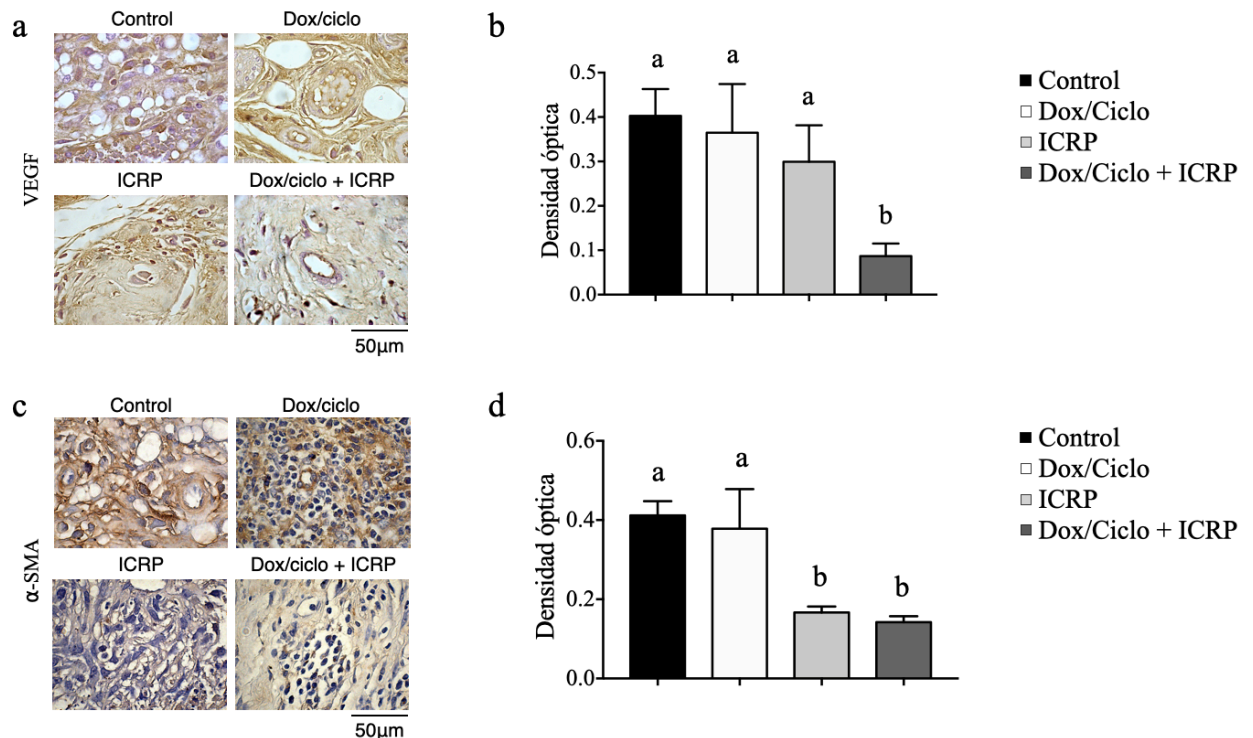 a
Control
Dox/ciclo
VEGF
ICRP
Dox/ciclo + ICRP
50µm
b
Densidad óptica
0.5
0.4
0.3
0.2
0.1
0.0
a
a
a
b
Control
Dox/Ciclo
ICRP
Dox/Ciclo + ICRP
c
Control
Dox/ciclo
α-SMA
ICRP
Dox/ciclo + ICRP
50µm
d
Densidad óptica
0.6
0.4
0.2
0.0
a
a
b
b
Control
Dox/Ciclo
ICRP
Dox/Ciclo + ICRP